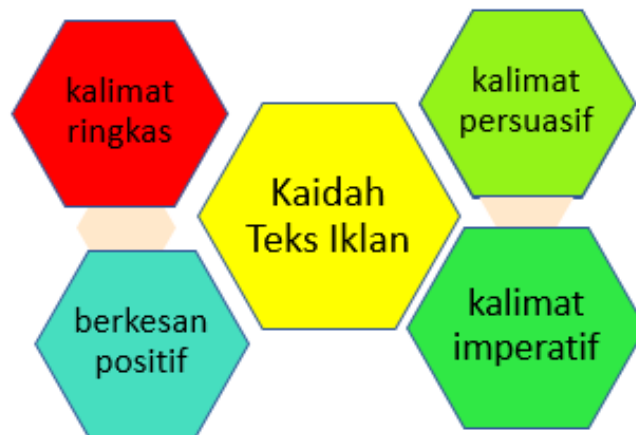 kalimat
ringkas
kalimat
persuasif
Kaidah
Teks Iklan
berkesan
positif
kalimat
imperatif